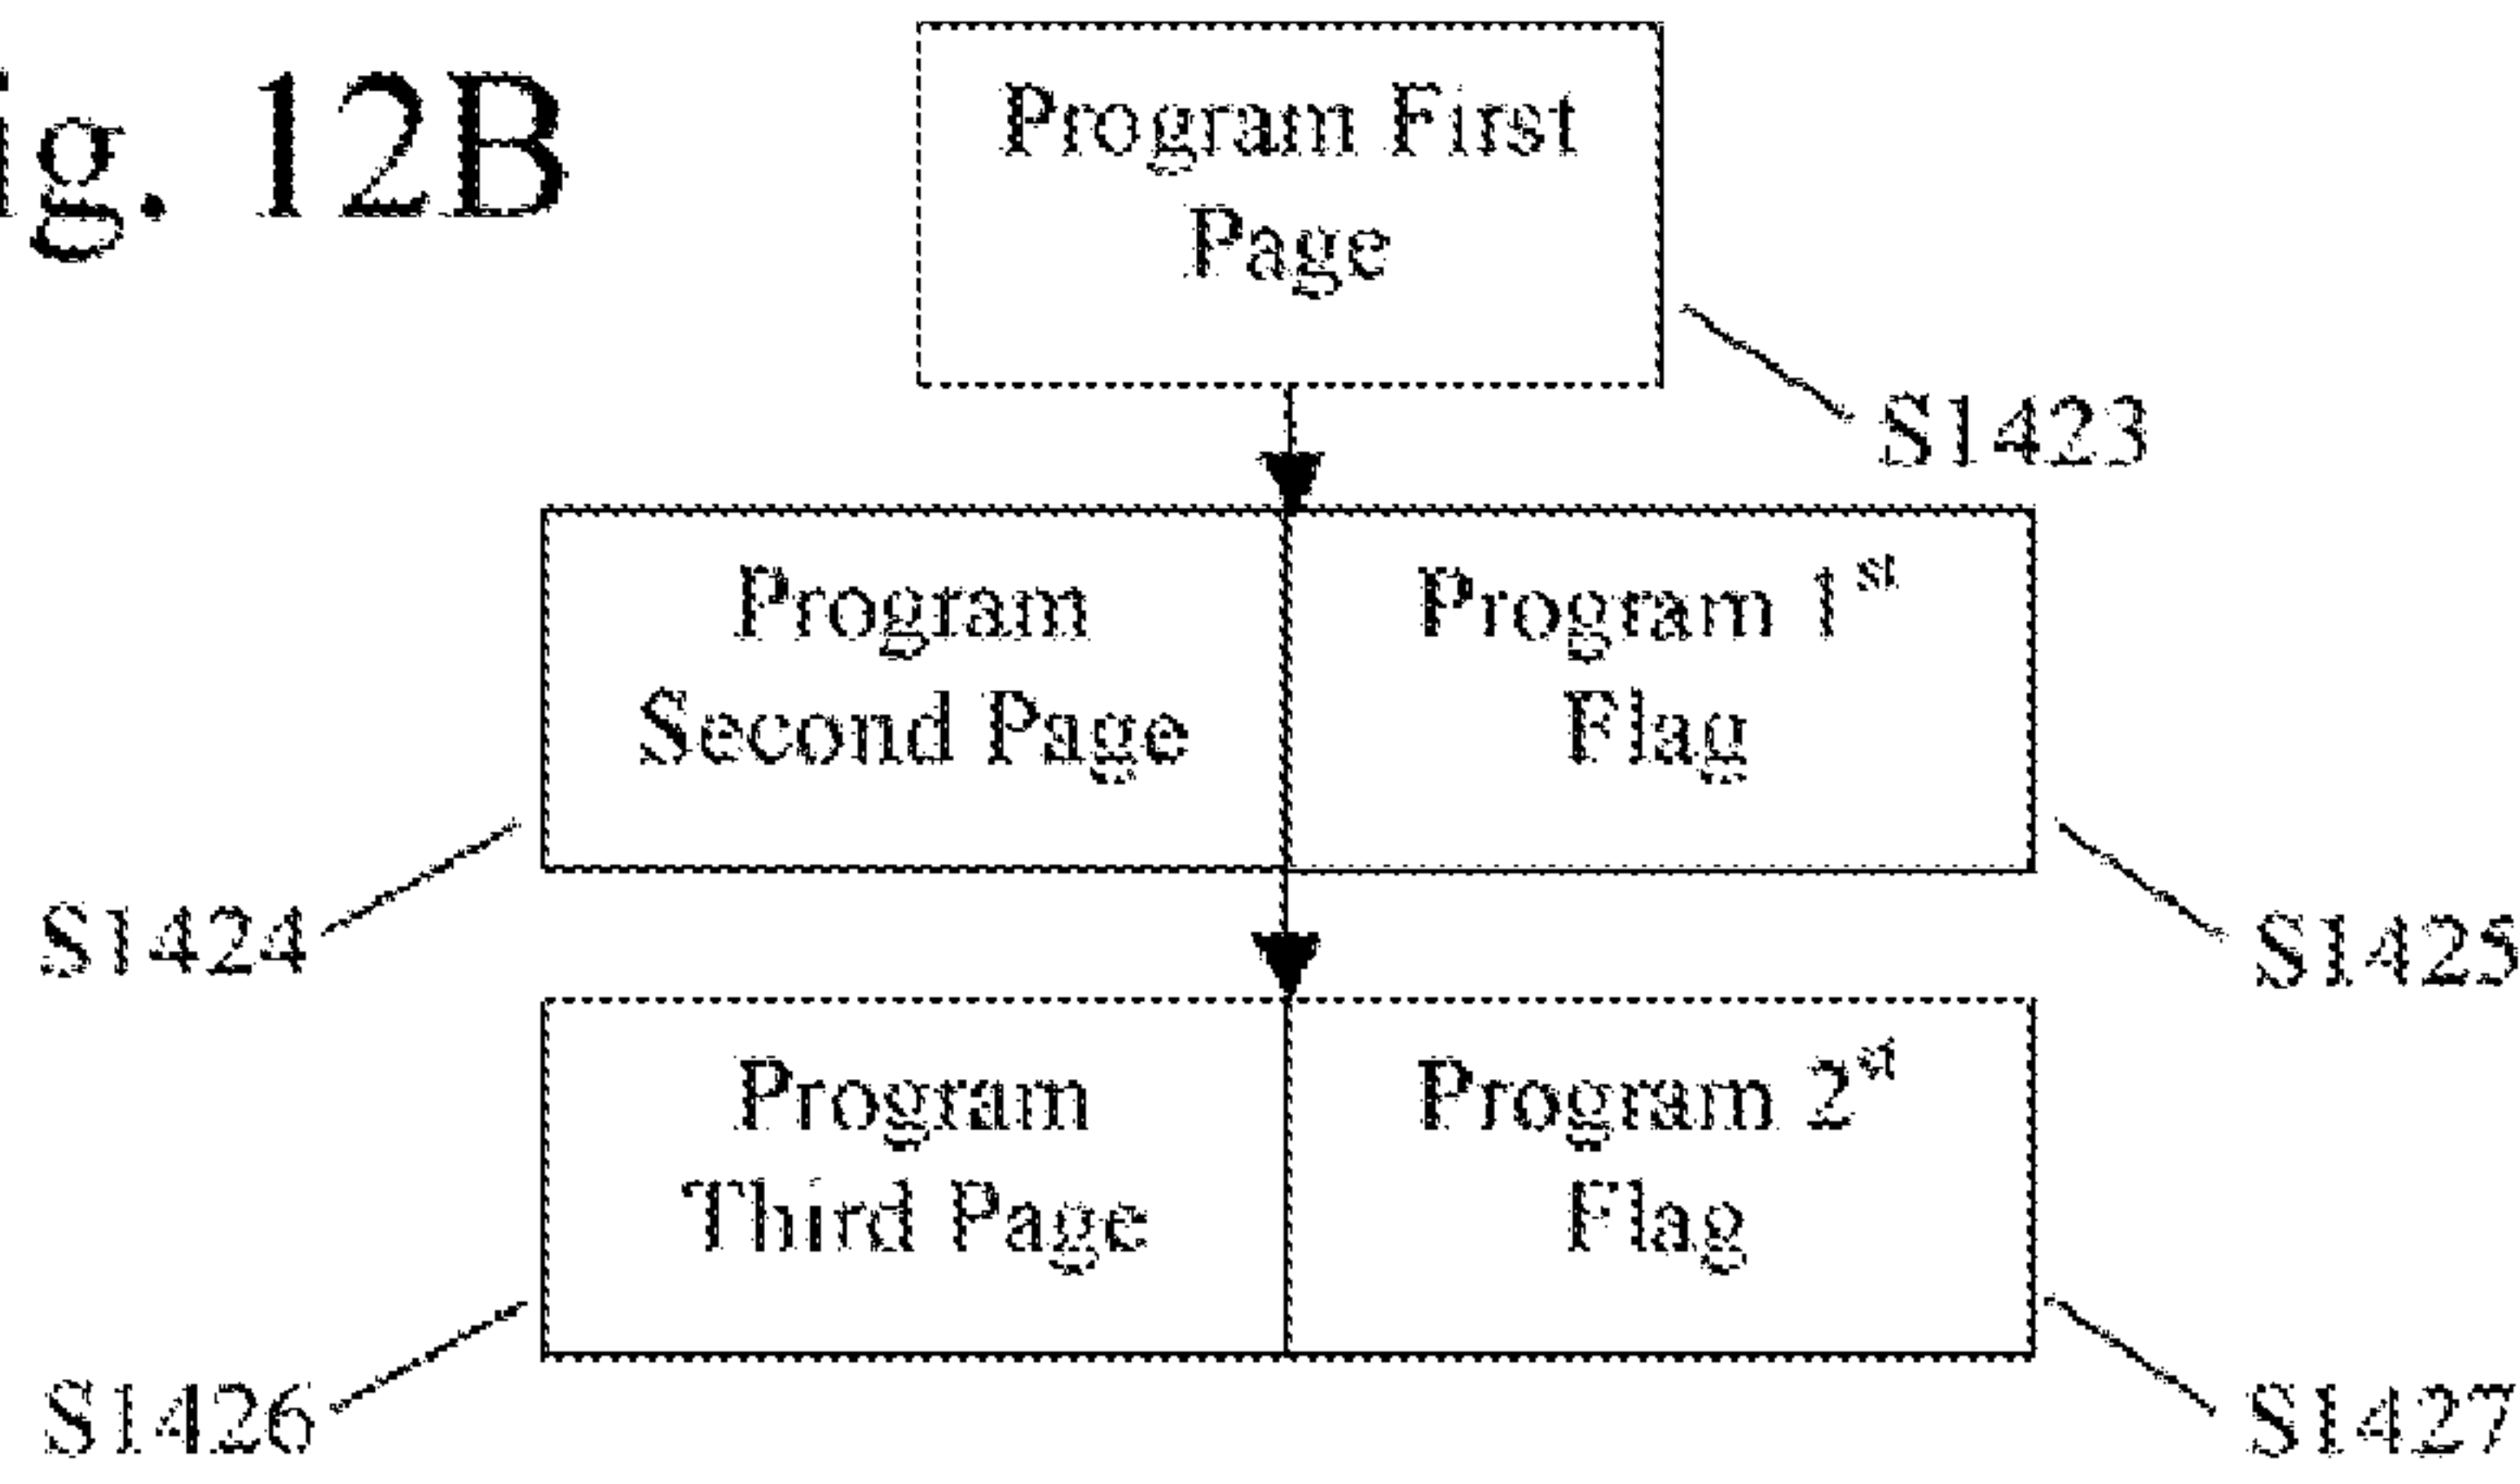 ig. 12B
Program First
Page
S1423
Program
Second Page
Program 1st
Flag
S1424
S1425
Program
Third Page
Program 2st
Flag
S1426
S1427